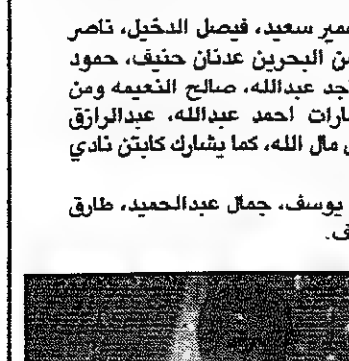 مير سعيد، فيصل الدخيل، ناصر
ن البحرين عدنان حنيف، حمود
جد عبدالله، صالح النعيمه ومن
ارات احمد عبدالله، عبدالرازق
مال الله، كما يشارك كابتن نادي
يوسف، جمال عبدالحميد، طارق
ف.